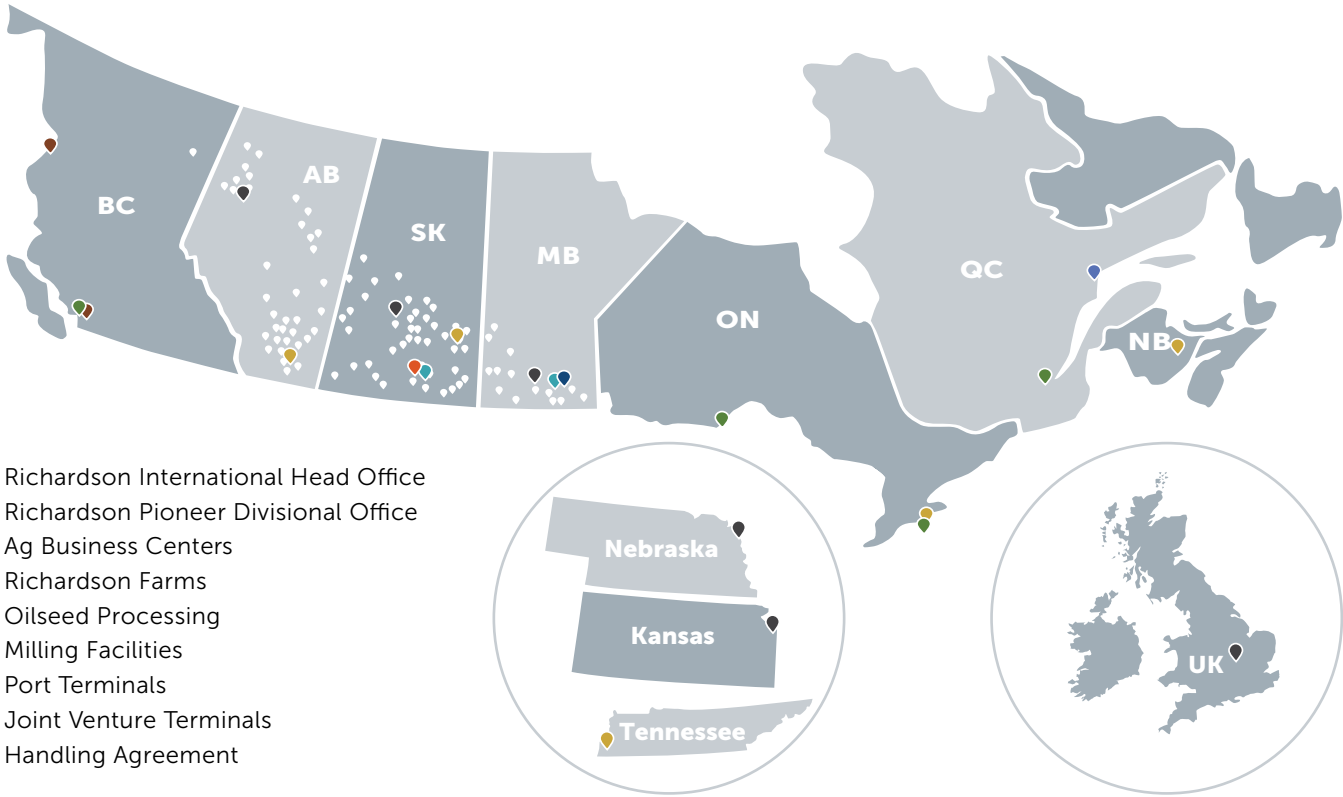 AB
BC
SK
MB
QC
ON
NB
Richardson International Head Office
Richardson Pioneer Divisional Office
Ag Business Centers
Richardson Farms
Oilseed Processing
Milling Facilities
Port Terminals
Joint Venture Terminals
Handling Agreement
Nebraska
Kansas
Tennessee
UK